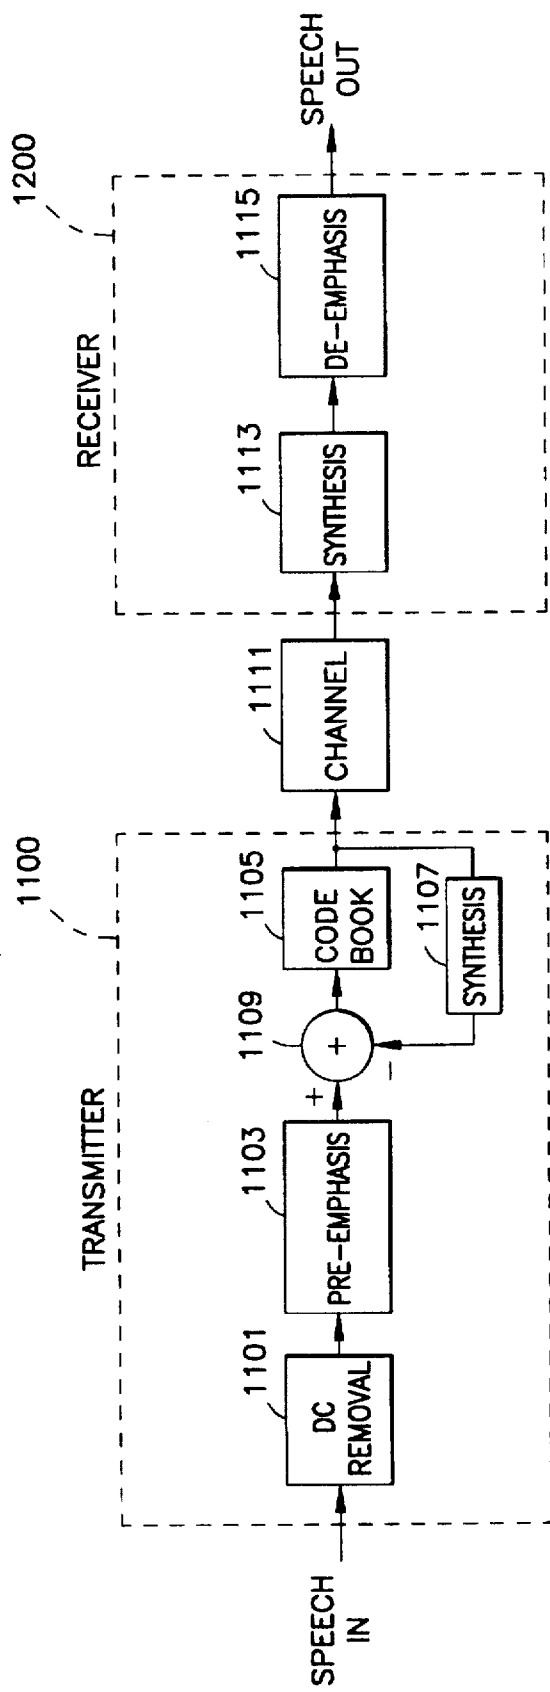 1100
TRANSMITTER
1200
RECEIVER
SPEECH
IN
1101
DC
REMOVAL
1103
PRE-EMPHASIS
+
1109
+
-
1105
CODE
BOOK
1107
SYNTHESIS
1111
CHANNEL
1113
SYNTHESIS
1115
DE-EMPHASIS
SPEECH
OUT